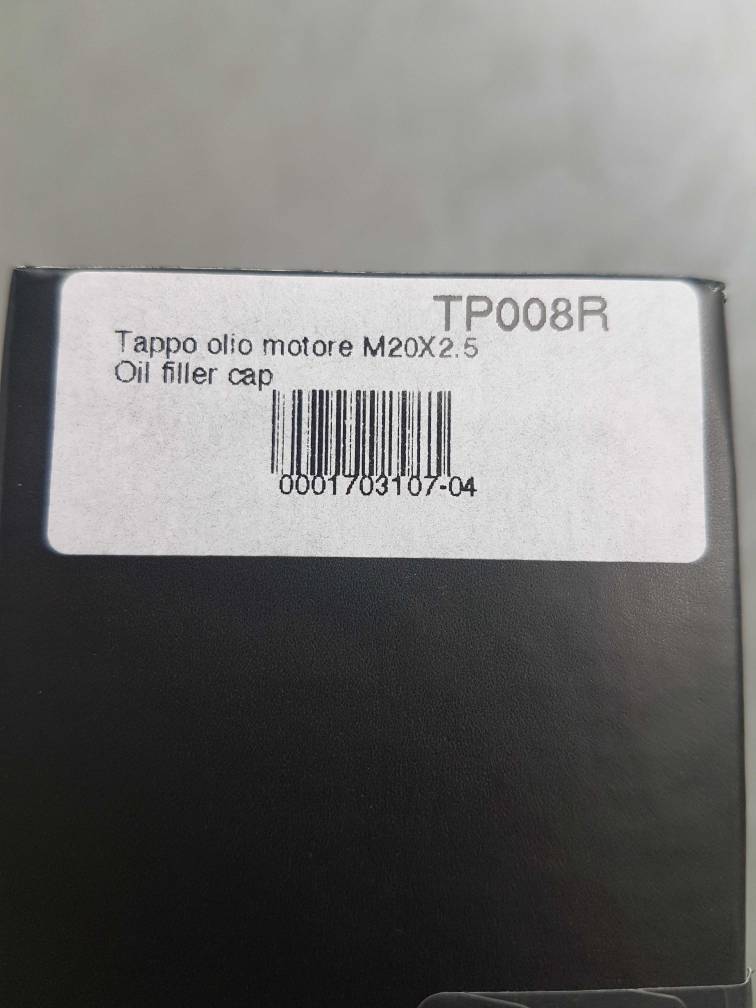 TP008R
Tappo olio motore M20X2.5
Oil filler cap
0001703107-04